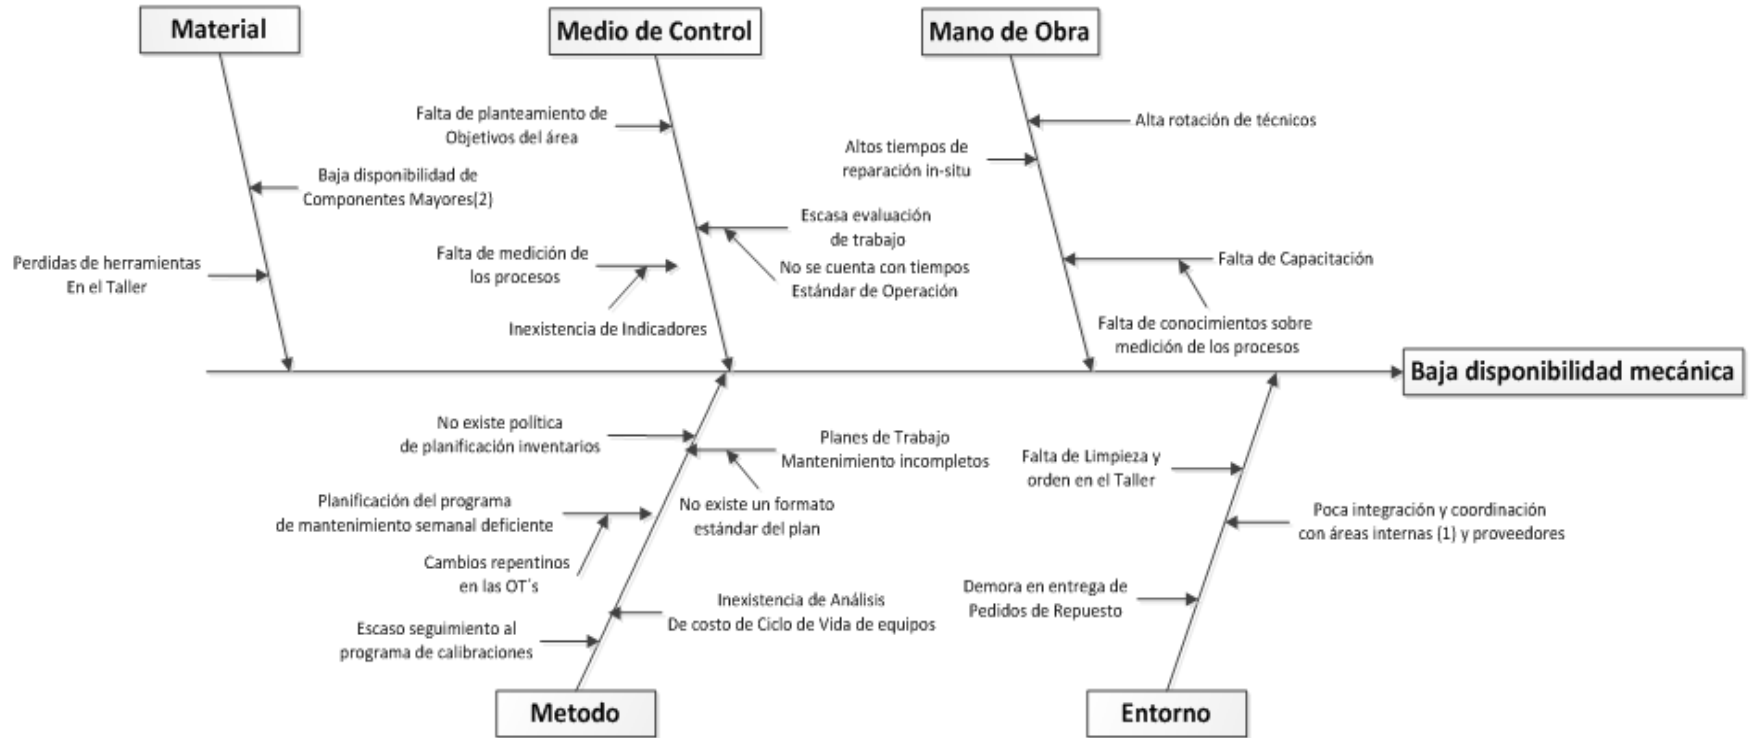 Material
Medio de Control
Mano de Obra
Falta de planteamiento de
Objetivos del área
Alta rotación de técnicos
Altos tiempos de
reparación in-situ
Baja disponibilidad de
Componentes Mayores(2)
Escasa evaluación
de trabajo
Falta de medición de
los procesos
No se cuenta con tiempos
Estándar de Operación
Perdidas de herramientas
En el Taller
Falta de Capacitación
Inexistencia de Indicadores
Falta de conocimientos sobre
medición de los procesos
Baja disponibilidad mecánica
No existe política
de planificación inventarios
Planes de Trabajo
Mantenimiento incompletos
Falta de Limpieza y
orden en el Taller
Planificación del programa
de mantenimiento semanal deficiente
No existe un formato
estándar del plan
Poca integración y coordinación
con áreas internas (1) y proveedores
Cambios repentinos
en las OT´s
Demora en entrega de
Pedidos de Repuesto
Inexistencia de Análisis
De costo de Ciclo de Vida de equipos
Escaso seguimiento al
programa de calibraciones
Metodo
Entorno